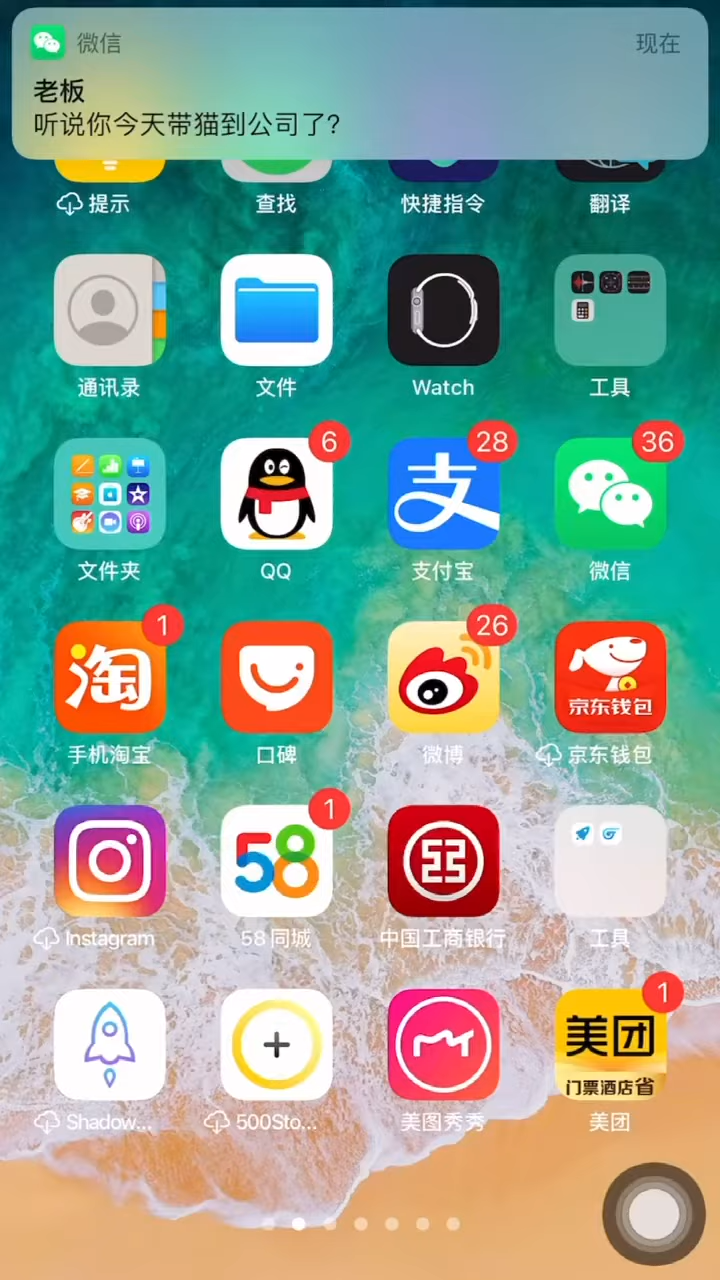 微信
现在
老板
听说你今天带猫到公司了?
提示
查找
快捷指令
翻译
通讯录
文件
Watch
工具
6
28
36
文件夹
QQ
支
支付宝
微信
1
26
淘
京东钱包
手机淘宝
口碑
微博
京东钱包
1
58
Instagram
58 同城
中国工商银行
工具
1
美团
门票酒店省
Shadow...
500Sto...
美图秀秀
美团